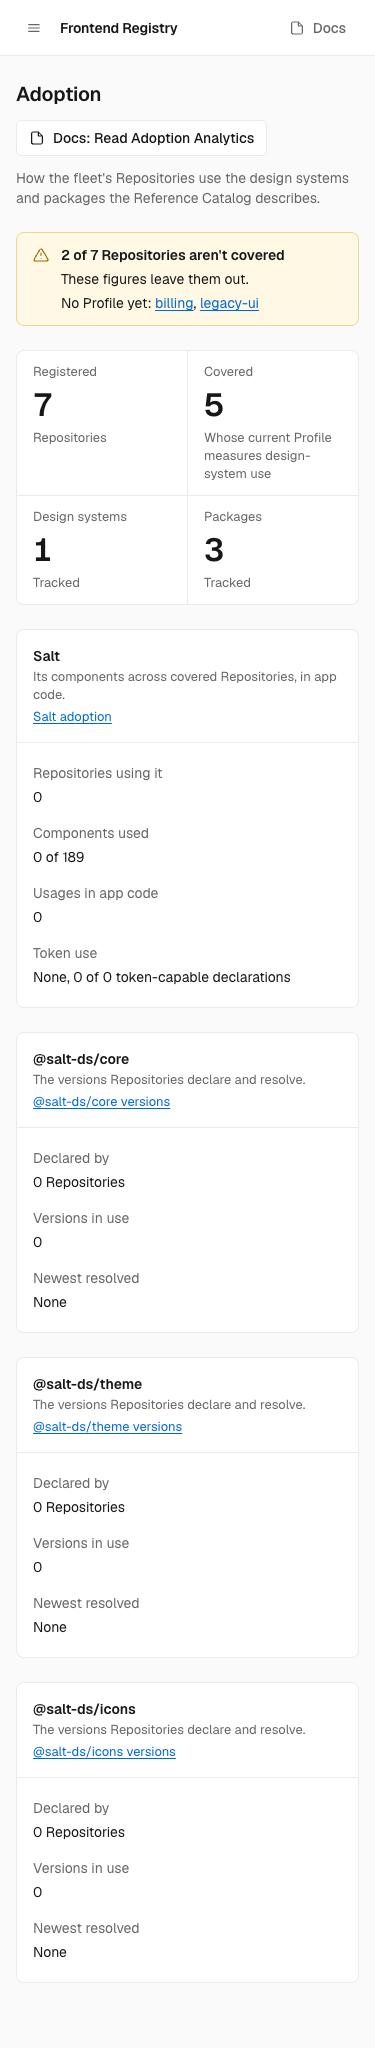 Frontend Registry
Docs
Adoption
Docs: Read Adoption Analytics
How the fleet's Repositories use the design systems
and packages the Reference Catalog describes.
2 of 7 Repositories aren't covered
These figures leave them out.
No Profile yet: billing, legacy-ui
Registered
7
Repositories
Covered
5
Whose current Profile
measures design-
system use
Design systems
1
Tracked
Packages
3
Tracked
Salt
Its components across covered Repositories, in app
code.
Salt adoption
Repositories using it
0
Components used
0 of 189
Usages in app code
0
Token use
None, 0 of 0 token-capable declarations
@salt-ds/core
The versions Repositories declare and resolve.
@salt-ds/core versions
Declared by
0 Repositories
Versions in use
0
Newest resolved
None
@salt-ds/theme
The versions Repositories declare and resolve.
@salt-ds/theme versions
Declared by
0 Repositories
Versions in use
0
Newest resolved
None
@salt-ds/icons
The versions Repositories declare and resolve.
@salt-ds/icons versions
Declared by
0 Repositories
Versions in use
0
Newest resolved
None